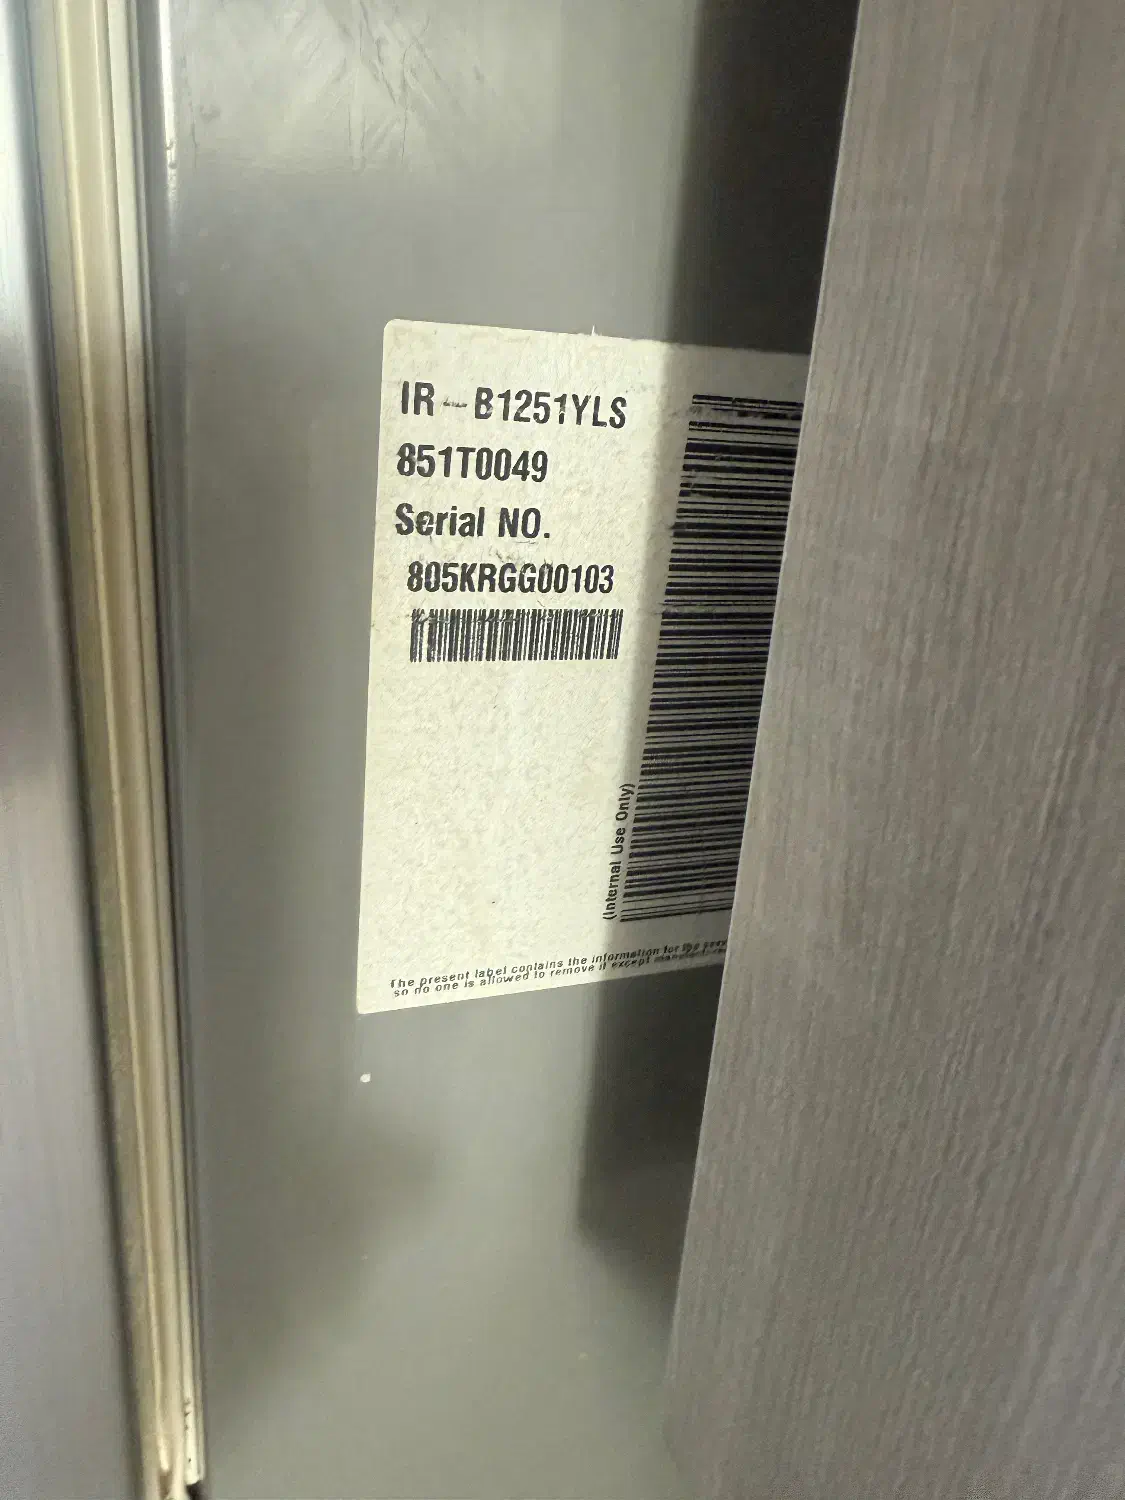 IR-B1251YLS
851T0049
Serial NO.
805KRGG00103
(Internal Use Only)
The present label contains the information for the
so no one is allowed to remove it except